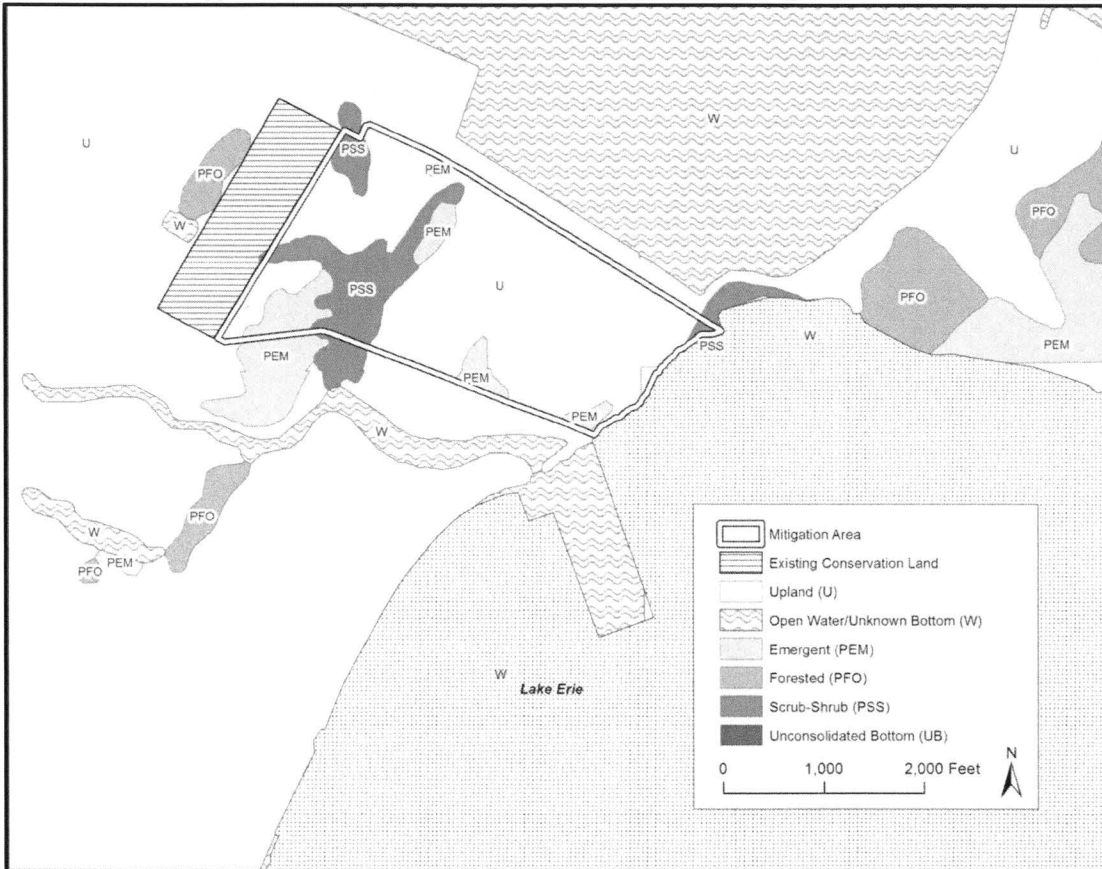 W
U
PSS
U
PEM
PFO
PFO
W
PEM
U
PSS
PFO
W
PEM
PSS
PEM
PEM
PEM
W
PFO
W
PEM
PFO
W
Lake Erie
Mitigation Area
Existing Conservation Land
Upland (U)
Open Water/Unknown Bottom (W)
Emergent (PEM)
Forested (PFO)
Scrub-Shrub (PSS)
Unconsolidated Bottom (UB)
N
0 1,000 2,000 Feet